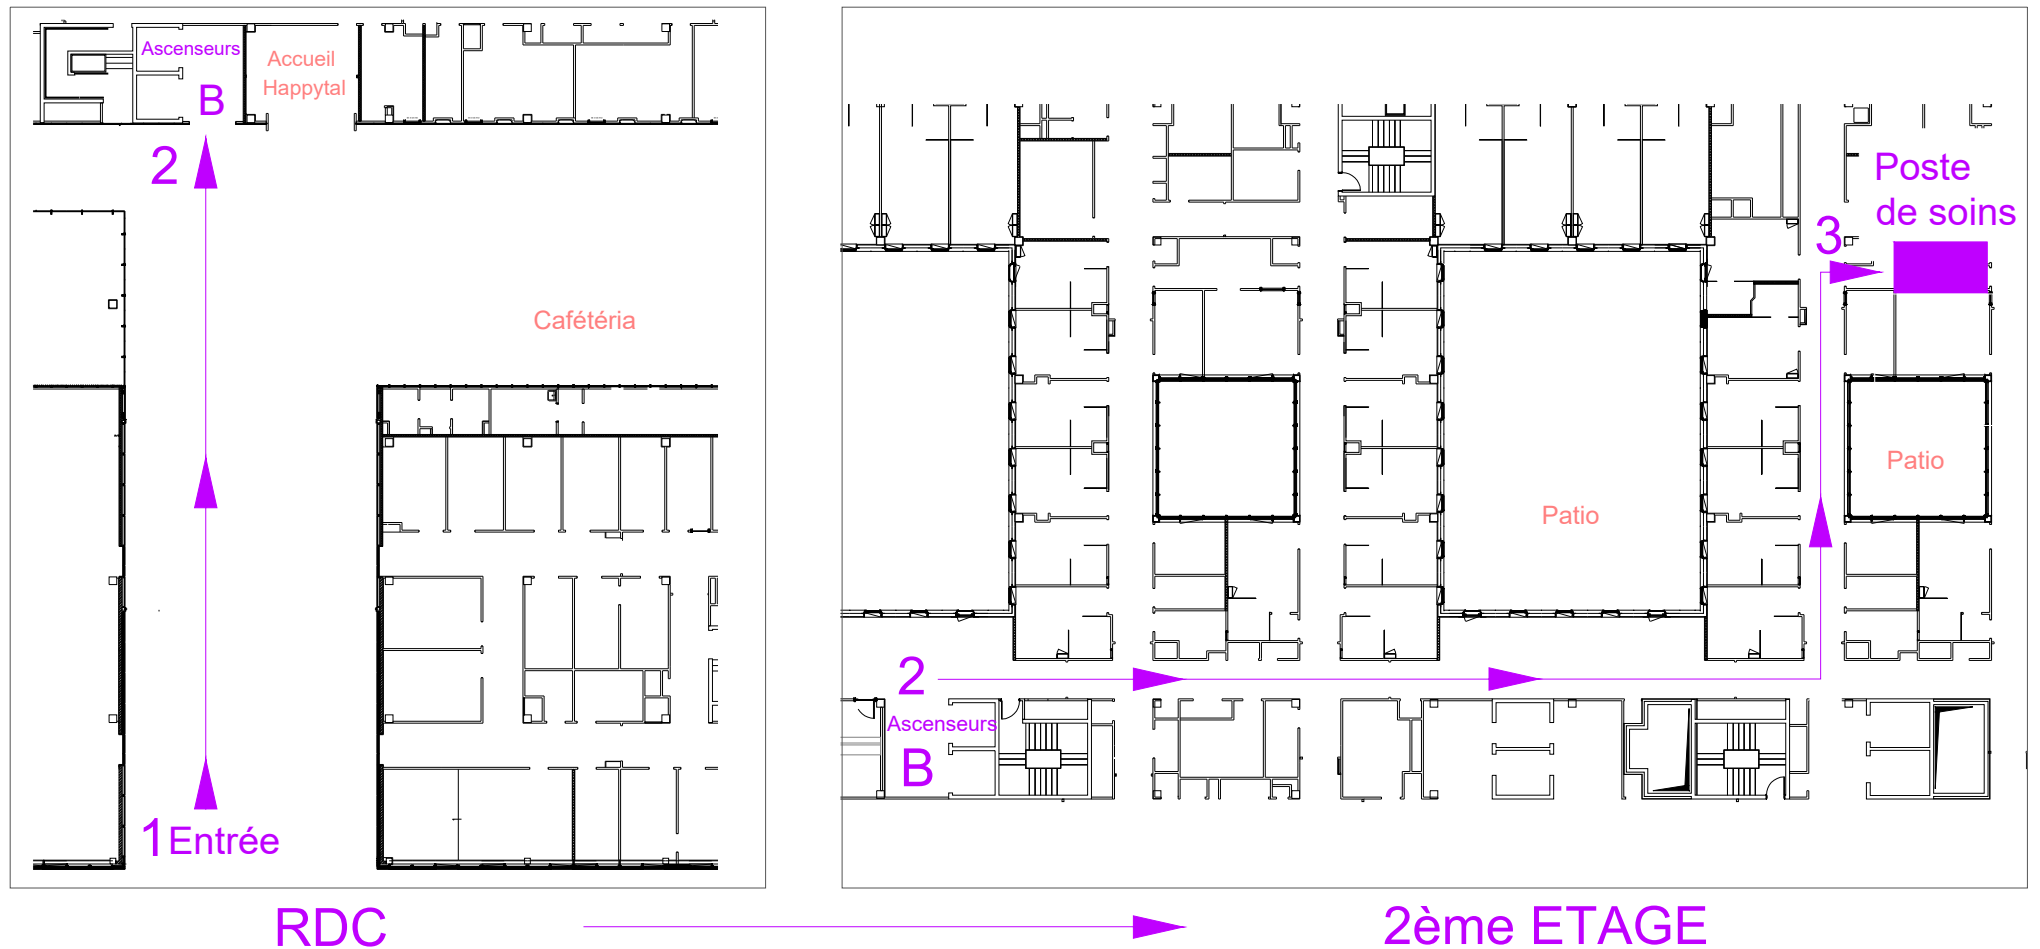 Ascenseurs
B
Accueil
Happytal
2
Cafétéria
1 Entrée
RDC
Poste
de soins
3
Patio
Patio
2
Ascenseurs
B
2ème ETAGE